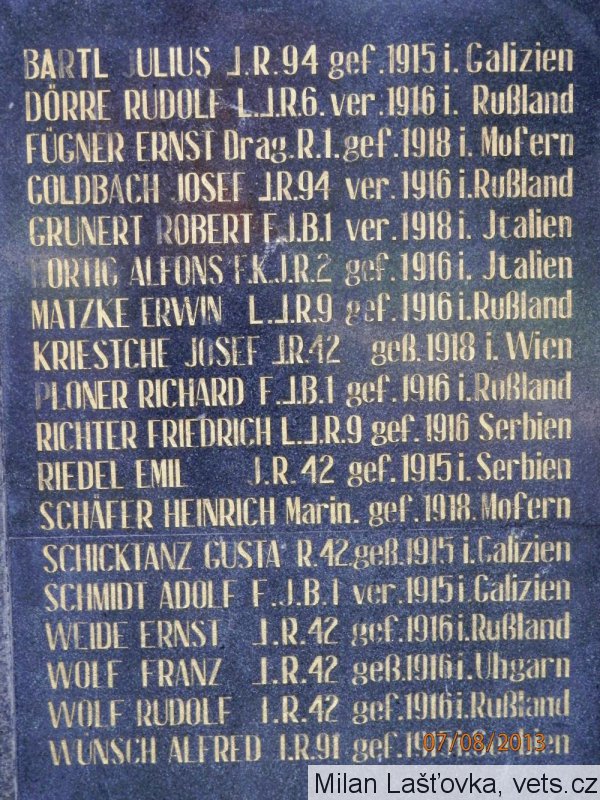 BARTL JULIUS J.R.94 gef.1915 i. Galizien
DÖRRE RUDOLF L.J.R.6. ver.1916 i. Rußland
FÜGNER ERNST Drag.R.1. gef.1918 i. Mofern
GOLDBACH JOSEF J.R.94 ver.1916 i.Rußland
GRUNERT ROBERT F.J.B.1 ver.1918 i. Jtalien
HORTIG ALFONS F.K.J.R.2 gef.1916 i. Jtalien
MATZKE ERWIN L.J.R.9 gef.1916 i.Rußland
KRIESTCHE JOSEF J.R.42 geß.1918 i. Wien
PLONER RICHARD F.J.B.1 gef.1916 i.Rußland
RICHTER FRIEDRICH L.J.R.9 gef.1916 Serbien
RIEDEL EMIL J.R.42 gef.1915 i. Serbien
SCHÄFER HEINRICH Marin. gef.1918. Mofern
SCHICKTANZ GUSTA R.42.geß.1915 i.Galizien
SCHMIDT ADOLF F.J.B.1 ver.1915 i.Galizien
WEIDE ERNST J.R.42 gef.1916 i.Rußland
WOLF FRANZ J.R.42 geß.1916 i.Uhgarn
WOLF RUDOLF J.R.42 gef.1916 i.Rußland
WUNSCH ALFRED J.R.91 gef.
07/08/2013
Milan Lašťovka, vets.cz